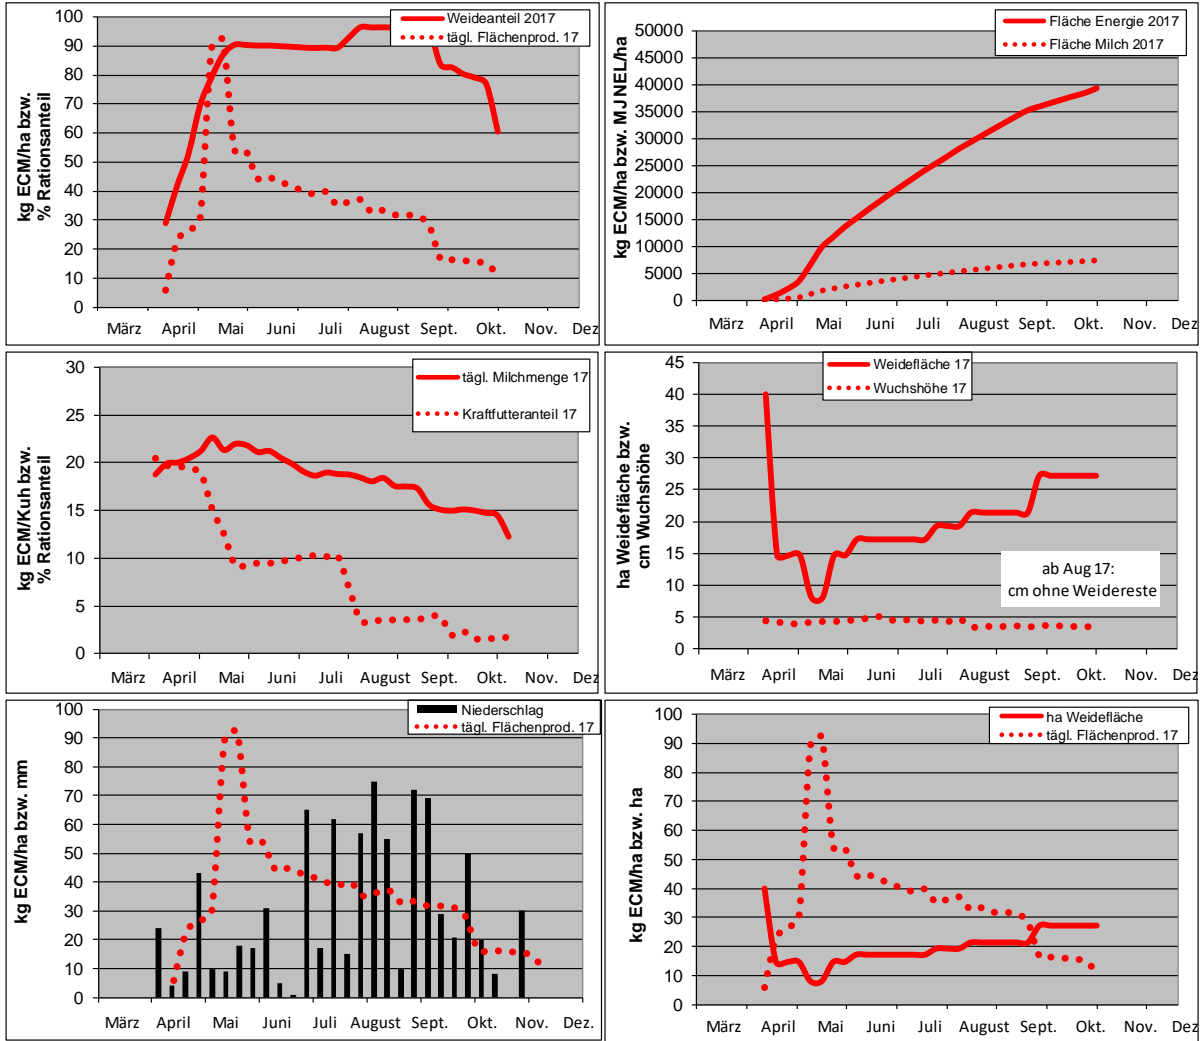 kg ECM/ha bzw.
% Rationsanteil
100
90
80
70
60
50
40
30
20
10
0
Weideanteil 2017
tägl. Flächenprod. 17
März April Mai Juni Juli August Sept. Okt. Nov. Dez
kg ECM/ha bzw. MJ NEL/ha
50000
45000
40000
35000
30000
25000
20000
15000
10000
5000
0
Fläche Energie 2017
Fläche Milch 2017
März April Mai Juni Juli August Sept. Okt. Nov. Dez
kg ECM/Kuh bzw.
% Rationsanteil
30
25
20
15
10
5
0
tägl. Milchmenge 17
Kraftfutteranteil 17
März April Mai Juni Juli August Sept. Okt. Nov. Dez
ha Weidefläche bzw.
cm Wuchshöhe
45
40
35
30
25
20
15
10
5
0
Weidefläche 17
Wuchshöhe 17
ab Aug 17:
cm ohne Weidereste
März April Mai Juni Juli August Sept. Okt. Nov. Dez
kg ECM/ha bzw. mm
100
90
80
70
60
50
40
30
20
10
0
Niederschlag
tägl. Flächenprod. 17
März April Mai Juni Juli August Sept. Okt. Nov. Dez.
kg ECM/ha bzw. ha
100
90
80
70
60
50
40
30
20
10
0
ha Weidefläche
tägl. Flächenprod. 17
März April Mai Juni Juli August Sept. Okt. Nov. Dez.